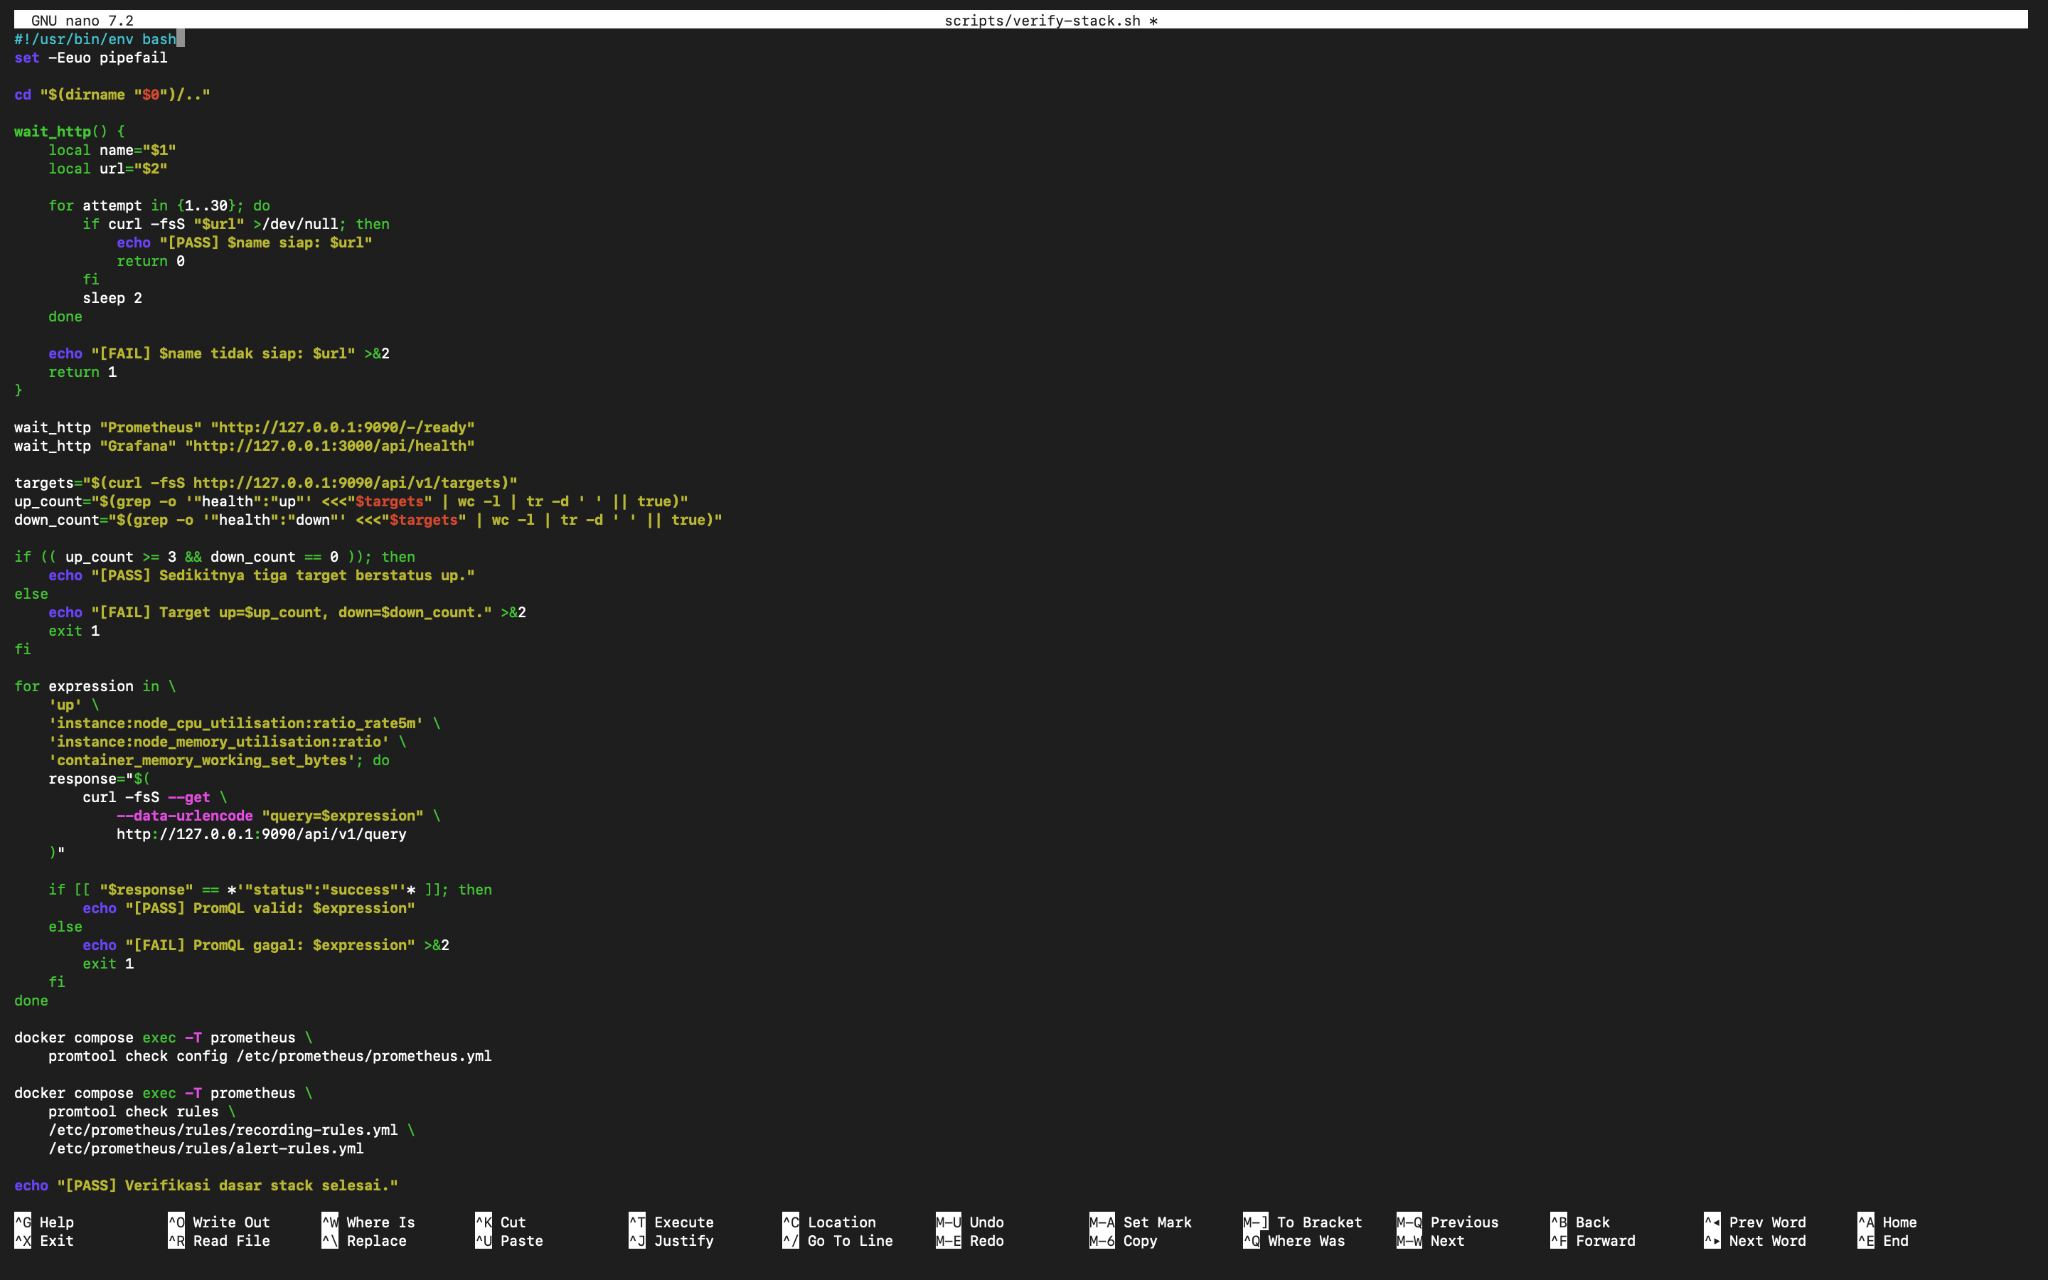 GNU nano 7.2 scripts/verify-stack.sh *
#!/usr/bin/env bash
set -Eeuo pipefail

cd "$(dirname "$0")/.."

wait_http() {
    local name="$1"
    local url="$2"

    for attempt in {1..30}; do
        if curl -fsS "$url" >/dev/null; then
            echo "[PASS] $name siap: $url"
            return 0
        fi
        sleep 2
    done

    echo "[FAIL] $name tidak siap: $url" >&2
    return 1
}

wait_http "Prometheus" "http://127.0.0.1:9090/-/ready"
wait_http "Grafana" "http://127.0.0.1:3000/api/health"

targets="$(curl -fsS http://127.0.0.1:9090/api/v1/targets)"
up_count="$(grep -o '"health":"up"' <<<"$targets" | wc -l | tr -d ' ' || true)"
down_count="$(grep -o '"health":"down"' <<<"$targets" | wc -l | tr -d ' ' || true)"

if (( up_count >= 3 && down_count == 0 )); then
    echo "[PASS] Sedikitnya tiga target berstatus up."
else
    echo "[FAIL] Target up=$up_count, down=$down_count." >&2
    exit 1
fi

for expression in \
    'up' \
    'instance:node_cpu_utilisation:ratio_rate5m' \
    'instance:node_memory_utilisation:ratio' \
    'container_memory_working_set_bytes'; do
    response="$(
        curl -fsS --get \
            --data-urlencode "query=$expression" \
            http://127.0.0.1:9090/api/v1/query
    )"

    if [[ "$response" == *'"status":"success"'* ]]; then
        echo "[PASS] PromQL valid: $expression"
    else
        echo "[FAIL] PromQL gagal: $expression" >&2
        exit 1
    fi
done

docker compose exec -T prometheus \
    promtool check config /etc/prometheus/prometheus.yml

docker compose exec -T prometheus \
    promtool check rules \
    /etc/prometheus/rules/recording-rules.yml \
    /etc/prometheus/rules/alert-rules.yml

echo "[PASS] Verifikasi dasar stack selesai."
^G Help ^O Write Out ^W Where Is ^K Cut ^T Execute ^C Location M-U Undo M-A Set Mark M-] To Bracket M-Q Previous ^B Back ^◂ Prev Word ^A Home
^X Exit ^R Read File ^\ Replace ^U Paste ^J Justify ^/ Go To Line M-E Redo M-6 Copy ^Q Where Was M-W Next ^F Forward ^▸ Next Word ^E End